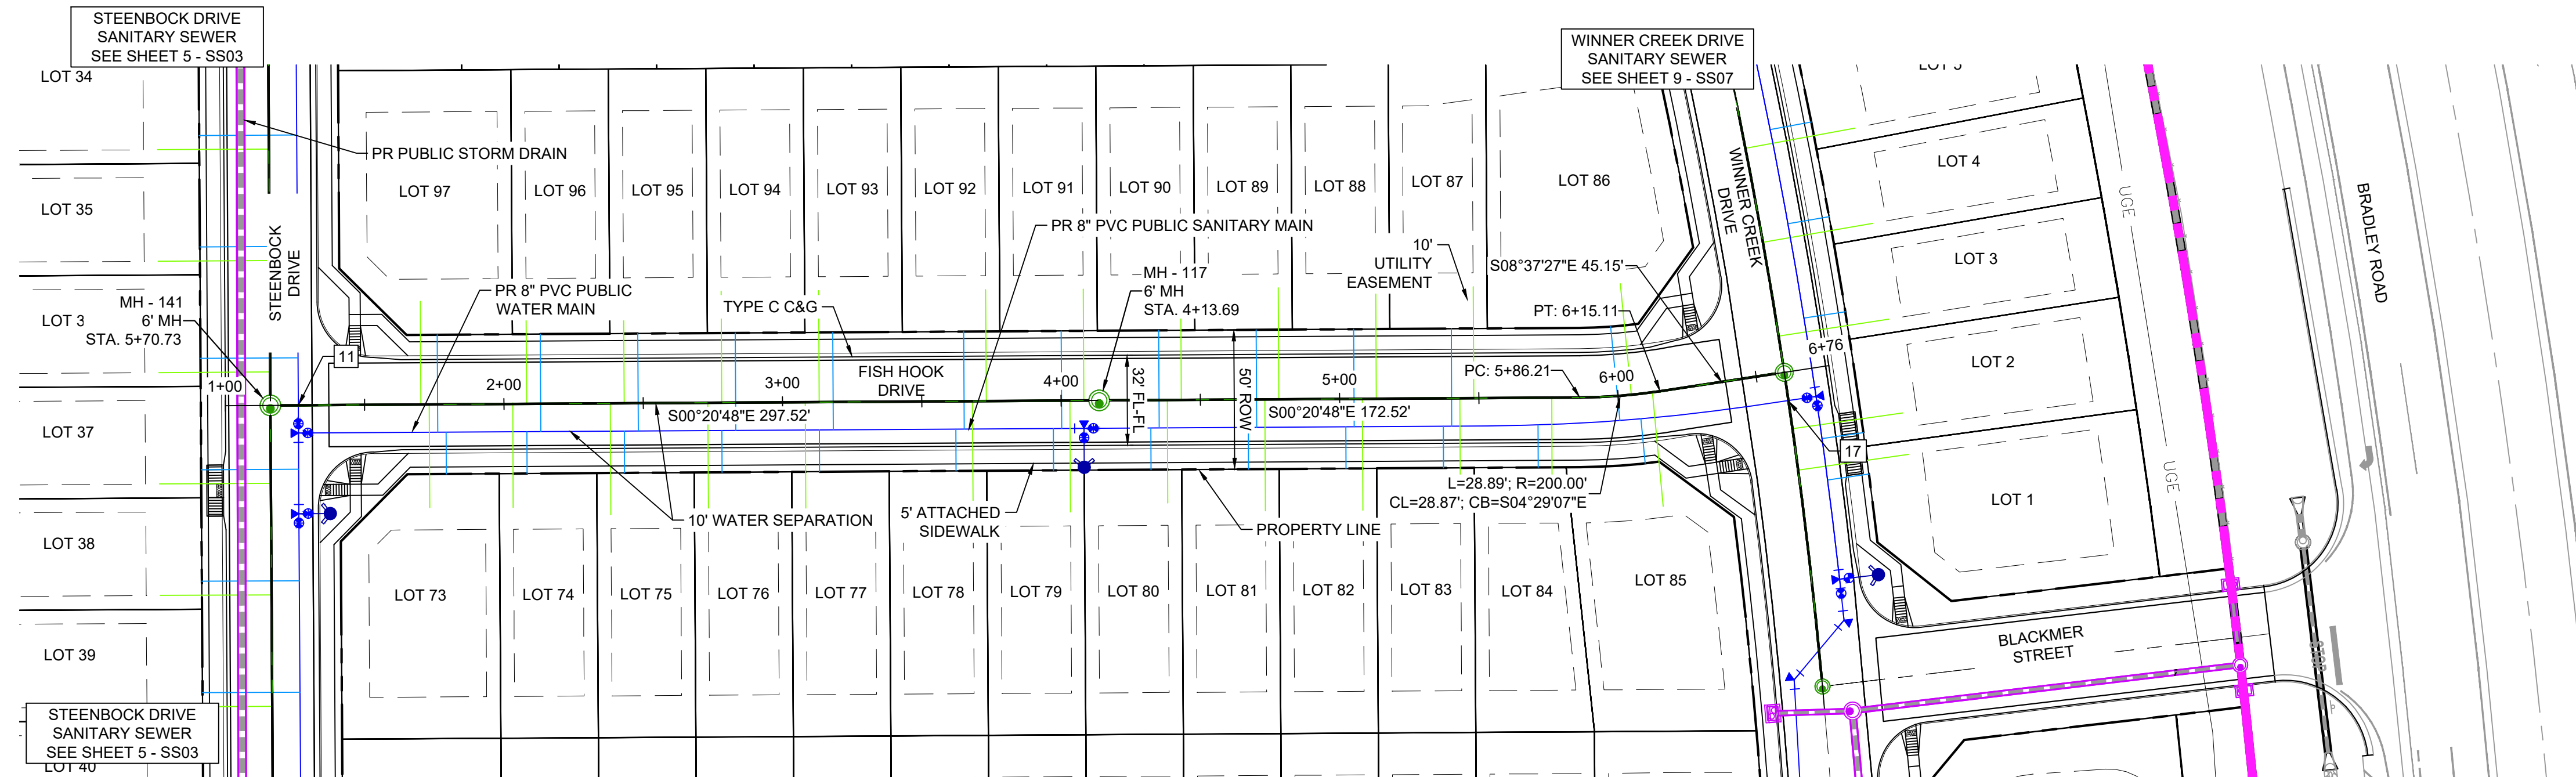 STEENBOCK DRIVE
SANITARY SEWER
SEE SHEET 5 - SS03
WINNER CREEK DRIVE
SANITARY SEWER
SEE SHEET 9 - SS07
LOT 34
LOT 35
LOT 3
LOT 37
LOT 38
LOT 39
LOT 40
PR PUBLIC STORM DRAIN
LOT 97
LOT 96
LOT 95
LOT 94
LOT 93
LOT 92
LOT 91
LOT 90
LOT 89
LOT 88
LOT 87
LOT 86
LOT 4
LOT 3
LOT 2
LOT 1
UGE
UGE
BRADLEY ROAD
STEENBOCK
DRIVE
WINNER CREEK
DRIVE
PR 8" PVC PUBLIC SANITARY MAIN
10'
UTILITY
EASEMENT
S08°37'27"E 45.15'
MH - 117
6' MH
STA. 4+13.69
PR 8" PVC PUBLIC
WATER MAIN
TYPE C C&G
PT: 6+15.11
MH - 141
6' MH
STA. 5+70.73
11
6+76
1+00
2+00
3+00
FISH HOOK
DRIVE
4+00
32' FL-FL
50' ROW
5+00
PC: 5+86.21
6+00
S00°20'48"E 297.52'
S00°20'48"E 172.52'
17
L=28.89'; R=200.00'
CL=28.87'; CB=S04°29'07"E
10' WATER SEPARATION
5' ATTACHED
SIDEWALK
PROPERTY LINE
LOT 73
LOT 74
LOT 75
LOT 76
LOT 77
LOT 78
LOT 79
LOT 80
LOT 81
LOT 82
LOT 83
LOT 84
LOT 85
BLACKMER
STREET
STEENBOCK DRIVE
SANITARY SEWER
SEE SHEET 5 - SS03